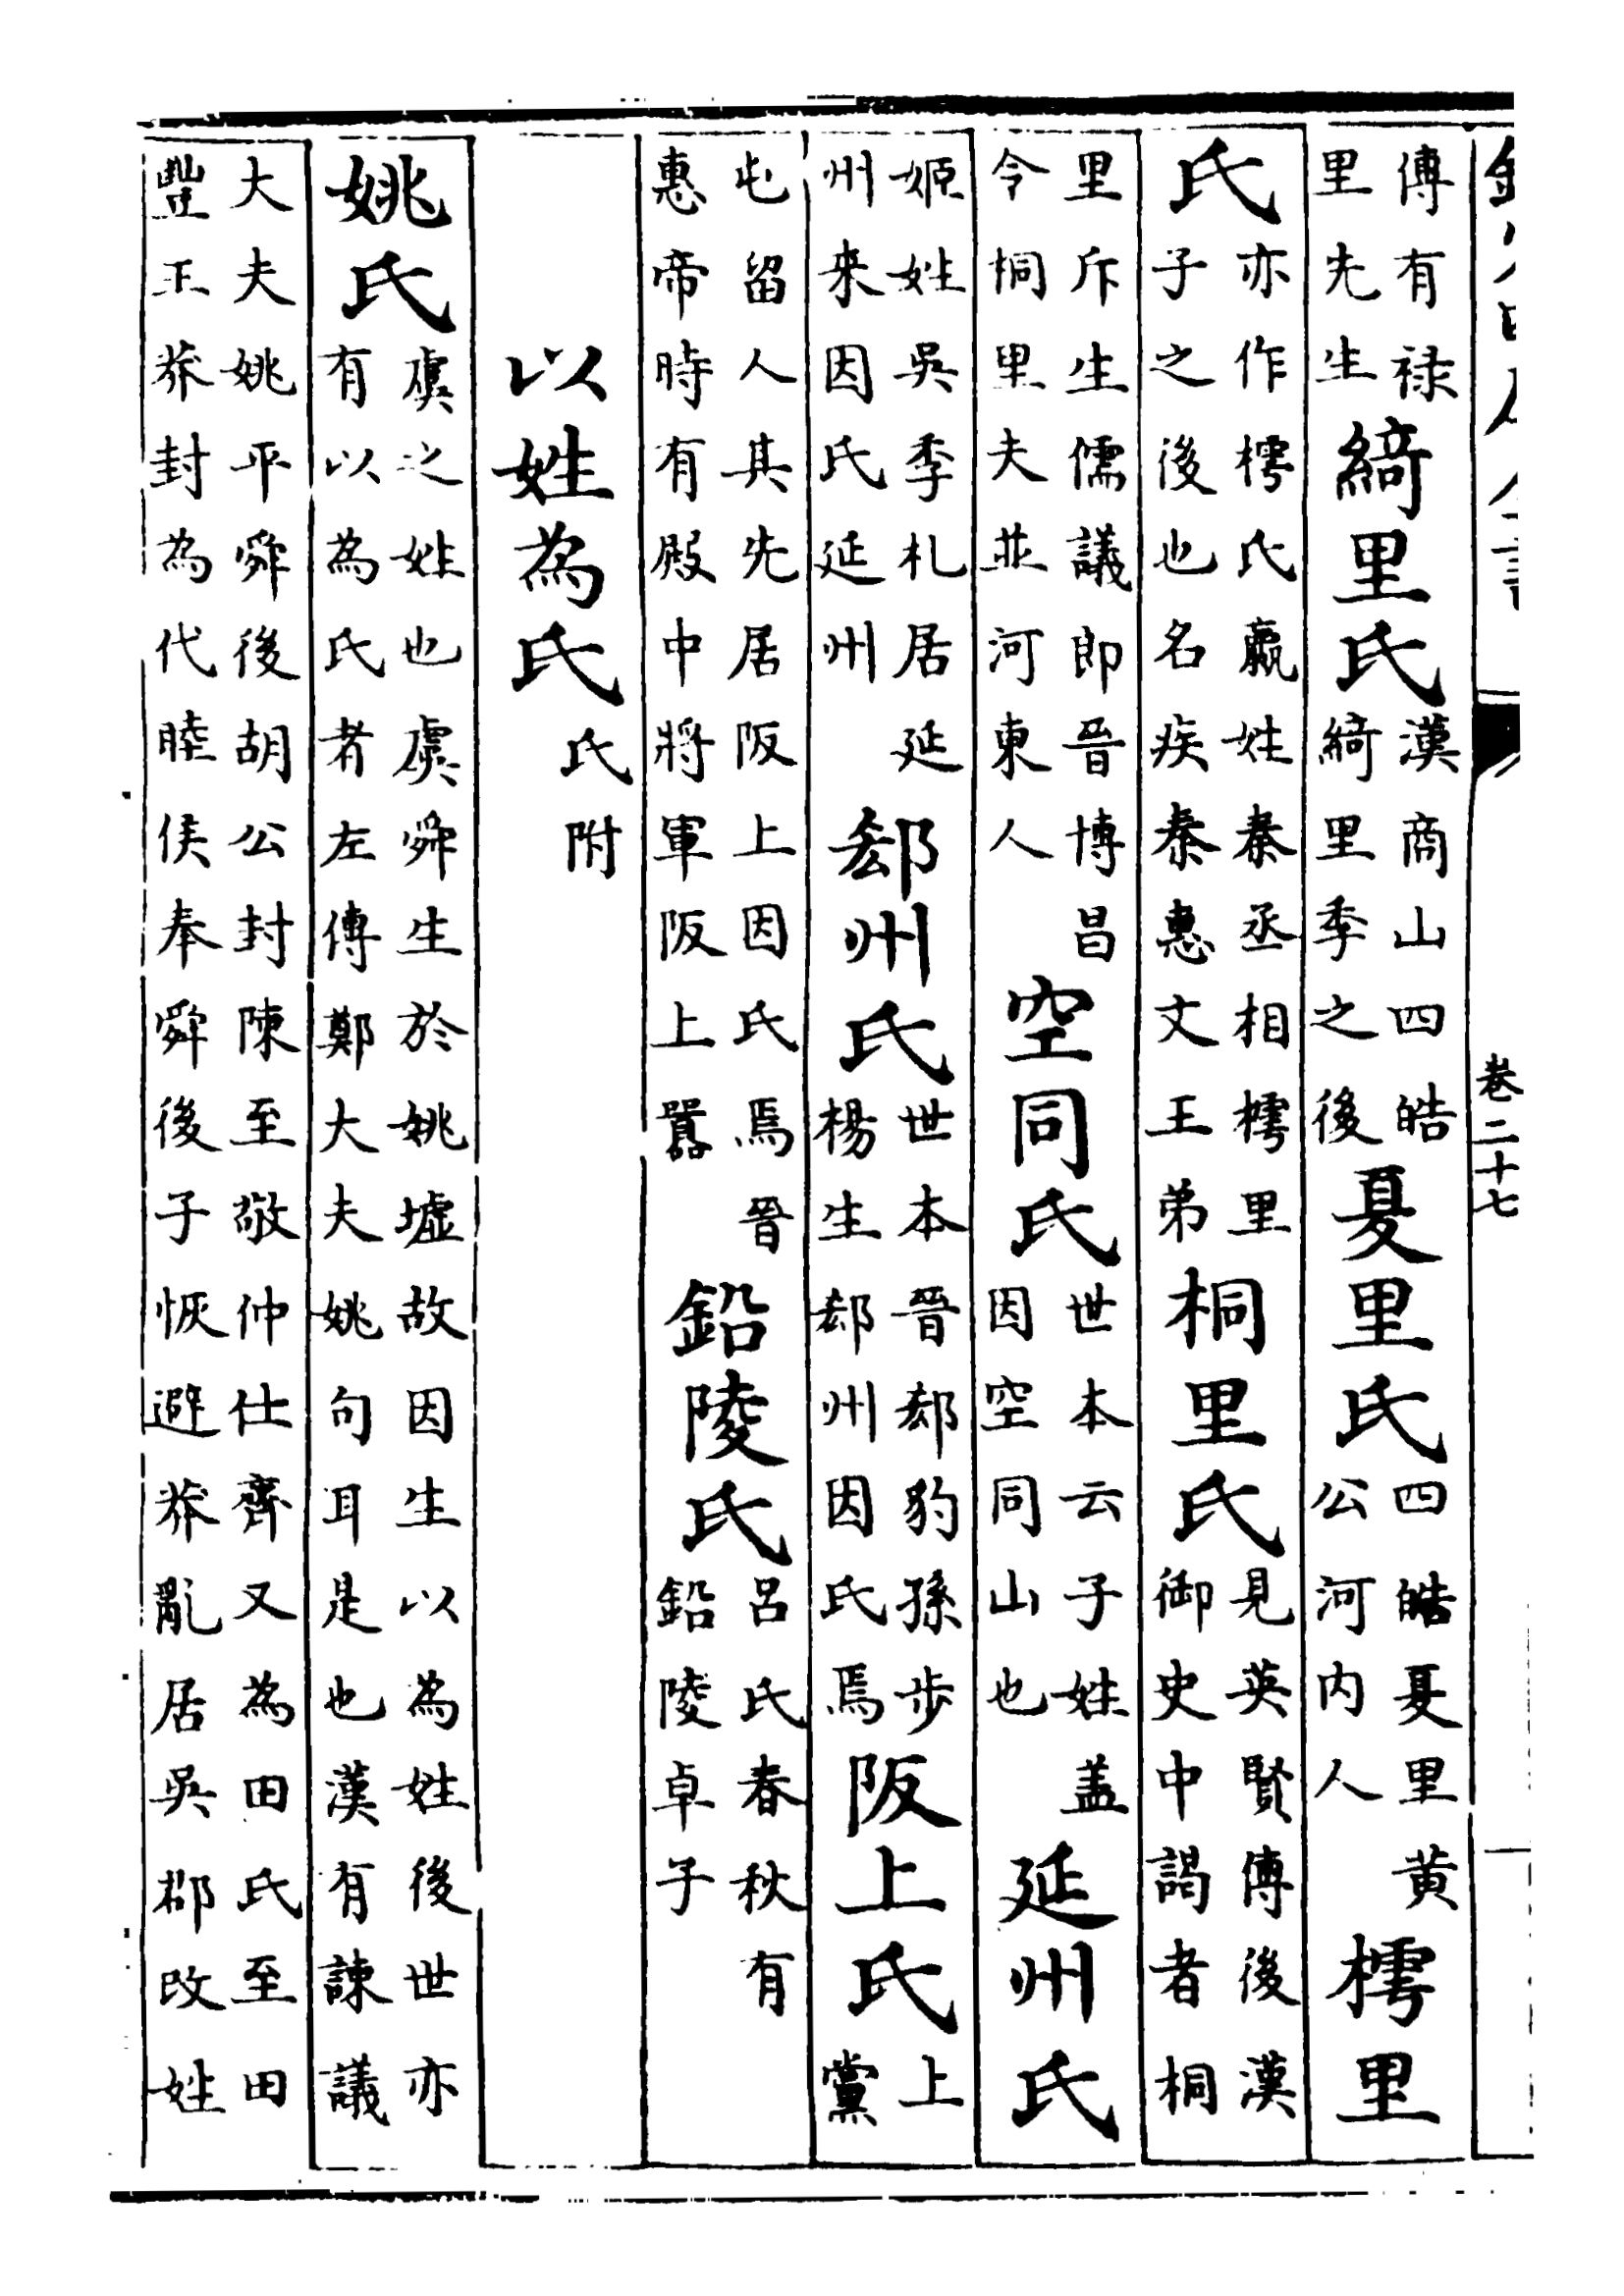 卷二十七
傳有祿里先生綺里氏漢商山四皓綺里季之後夏里氏四皓夏里黄公河内人樗里
氏亦作樗氏嬴姓秦丞相樗里子之後也名疾秦惠文王弟桐里氏見英賢傳後漢御史中謁者桐
里斥生儒議郎晉博昌令桐里夫並河東人空同氏世本云子姓盖因空同山也延州氏
姬姓吳季札居延州来因氏延州郄州氏世本晉郄豹孫步楊生郄州因氏焉阪上氏上黨
屯留人其先居阪上因氏焉晉惠帝時有殿中將軍阪上嚚鉛陵氏吕氏春秋有鉛陵卓子
以姓為氏氏附
姚氏虞之姓也虞舜生於姚墟故因生以為姓後世亦有以為氏者左傳鄭大夫姚句耳是也漢有諫議
大夫姚平舜後胡公封陳至敬仲仕齊又為田氏至田豐王莽封為代睦侯奉舜後子恢避莽亂居吳郡改姓